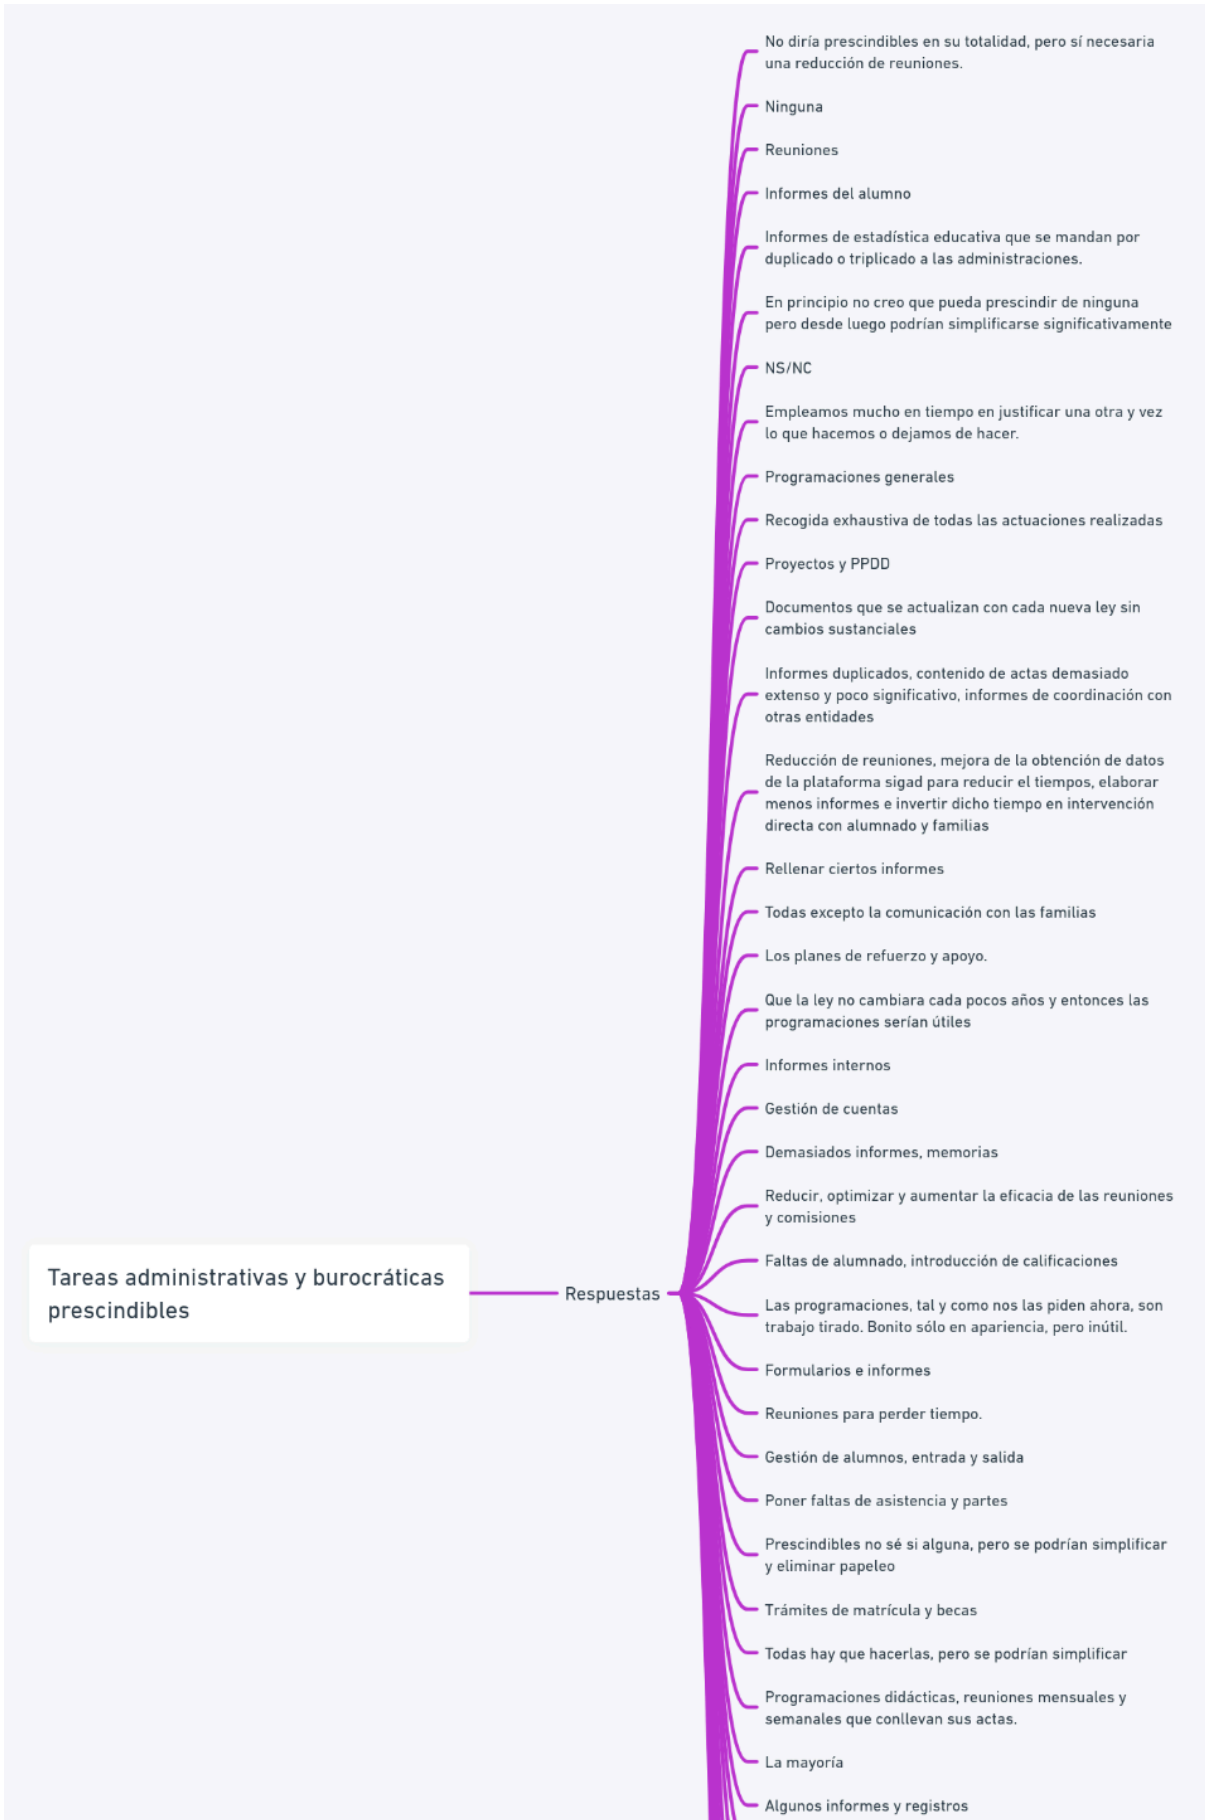 No diría prescindibles en su totalidad, pero sí necesaria
una reducción de reuniones.
Ninguna
Reuniones
Informes del alumno
Informes de estadística educativa que se mandan por
duplicado o triplicado a las administraciones.
En principio no creo que pueda prescindir de ninguna
pero desde luego podrían simplificarse significativamente
NS/NC
Empleamos mucho en tiempo en justificar una otra y vez
lo que hacemos o dejamos de hacer.
Programaciones generales
Recogida exhaustiva de todas las actuaciones realizadas
Proyectos y PPDD
Documentos que se actualizan con cada nueva ley sin
cambios sustanciales
Informes duplicados, contenido de actas demasiado
extenso y poco significativo, informes de coordinación con
otras entidades
Reducción de reuniones, mejora de la obtención de datos
de la plataforma sigad para reducir el tiempos, elaborar
menos informes e invertir dicho tiempo en intervención
directa con alumnado y familias
Rellenar ciertos informes
Todas excepto la comunicación con las familias
Los planes de refuerzo y apoyo.
Que la ley no cambiara cada pocos años y entonces las
programaciones serían útiles
Informes internos
Gestión de cuentas
Demasiados informes, memorias
Reducir, optimizar y aumentar la eficacia de las reuniones
y comisiones
Faltas de alumnado, introducción de calificaciones
Tareas administrativas y burocráticas
prescindibles
Respuestas
Las programaciones, tal y como nos las piden ahora, son
trabajo tirado. Bonito sólo en apariencia, pero inútil.
Formularios e informes
Reuniones para perder tiempo.
Gestión de alumnos, entrada y salida
Poner faltas de asistencia y partes
Prescindibles no sé si alguna, pero se podrían simplificar
y eliminar papeleo
Trámites de matrícula y becas
Todas hay que hacerlas, pero se podrían simplificar
Programaciones didácticas, reuniones mensuales y
semanales que conllevan sus actas.
La mayoría
Algunos informes y registros